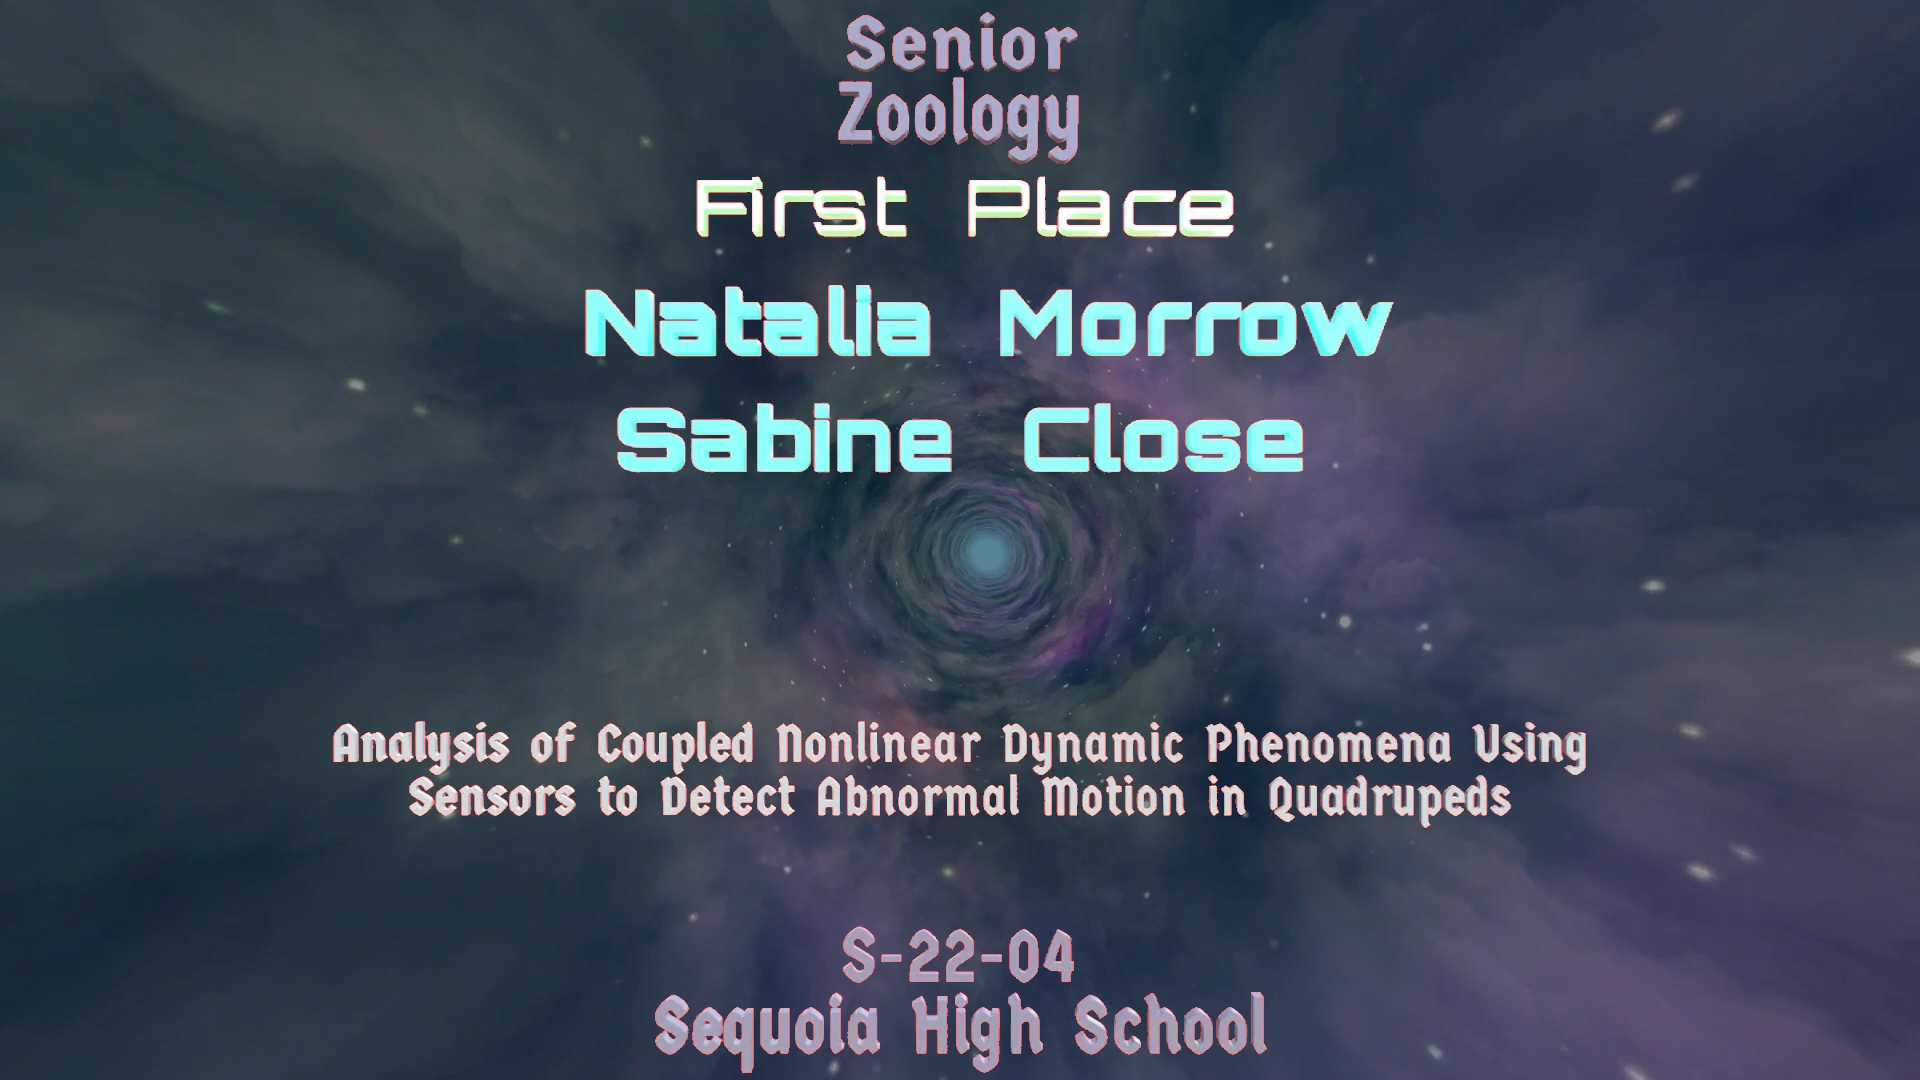 Senior
Zoology
First Place
Natalia Morrow
Sabine Close
Analysis of Coupled Nonlinear Dynamic Phenomena Using
Sensors to Detect Abnormal Motion in Quadrupeds
S-22-04
Sequoia High School